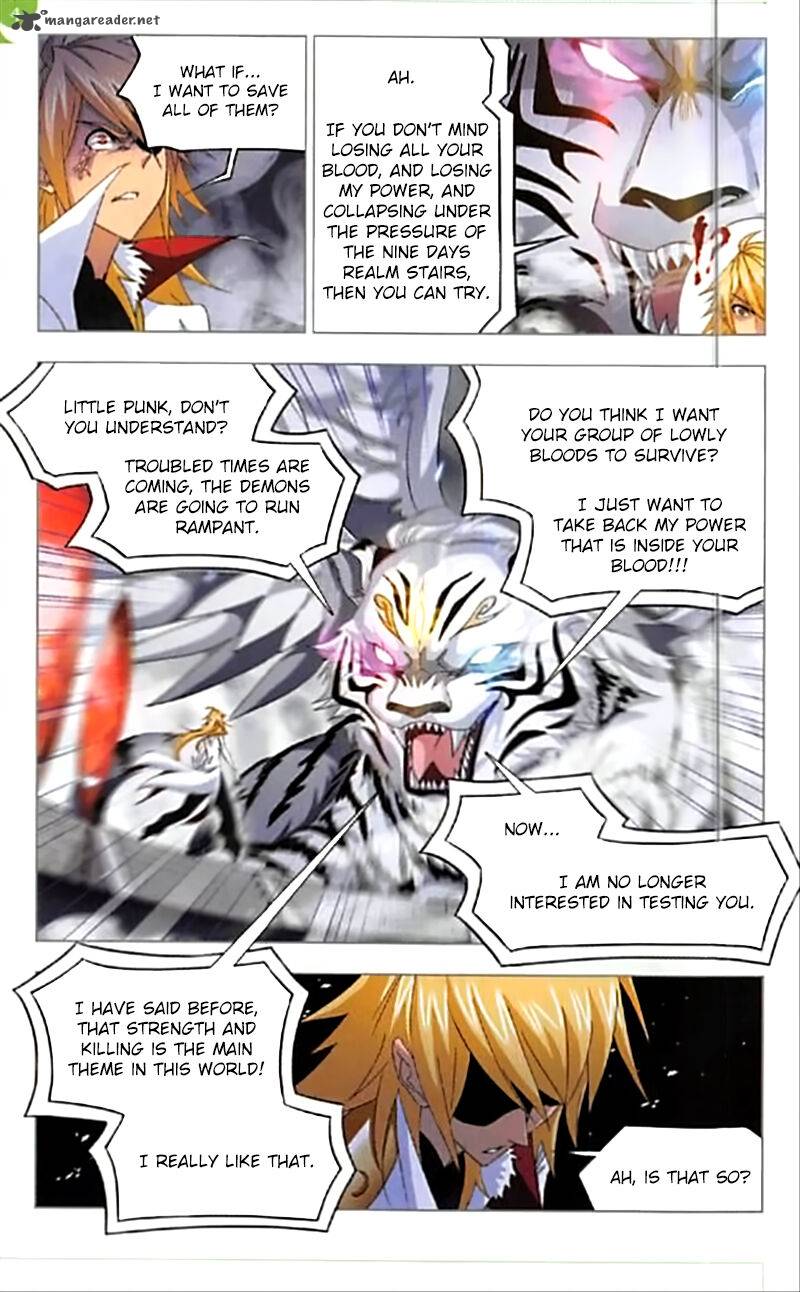 mangareader.net
WHAT IF...
I WANT TO SAVE
ALL OF THEM?
AH.
IF YOU DON'T MIND
LOSING ALL YOUR
BLOOD, AND LOSING
MY POWER, AND
COLLAPSING UNDER
THE PRESSURE OF
THE NINE DAYS
REALM STAIRS,
THEN YOU CAN TRY.
LITTLE PUNK, DON'T
YOU UNDERSTAND?
TROUBLED TIMES ARE
COMING, THE DEMONS
ARE GOING TO RUN
RAMPANT.
DO YOU THINK I WANT
YOUR GROUP OF LOWLY
BLOODS TO SURVIVE?
I JUST WANT TO
TAKE BACK MY POWER
THAT IS INSIDE YOUR
BLOOD!!!
NOW...
I AM NO LONGER
INTERESTED IN TESTING YOU.
I HAVE SAID BEFORE,
THAT STRENGTH AND
KILLING IS THE MAIN
THEME IN THIS WORLD!
I REALLY LIKE THAT.
AH, IS THAT SO?